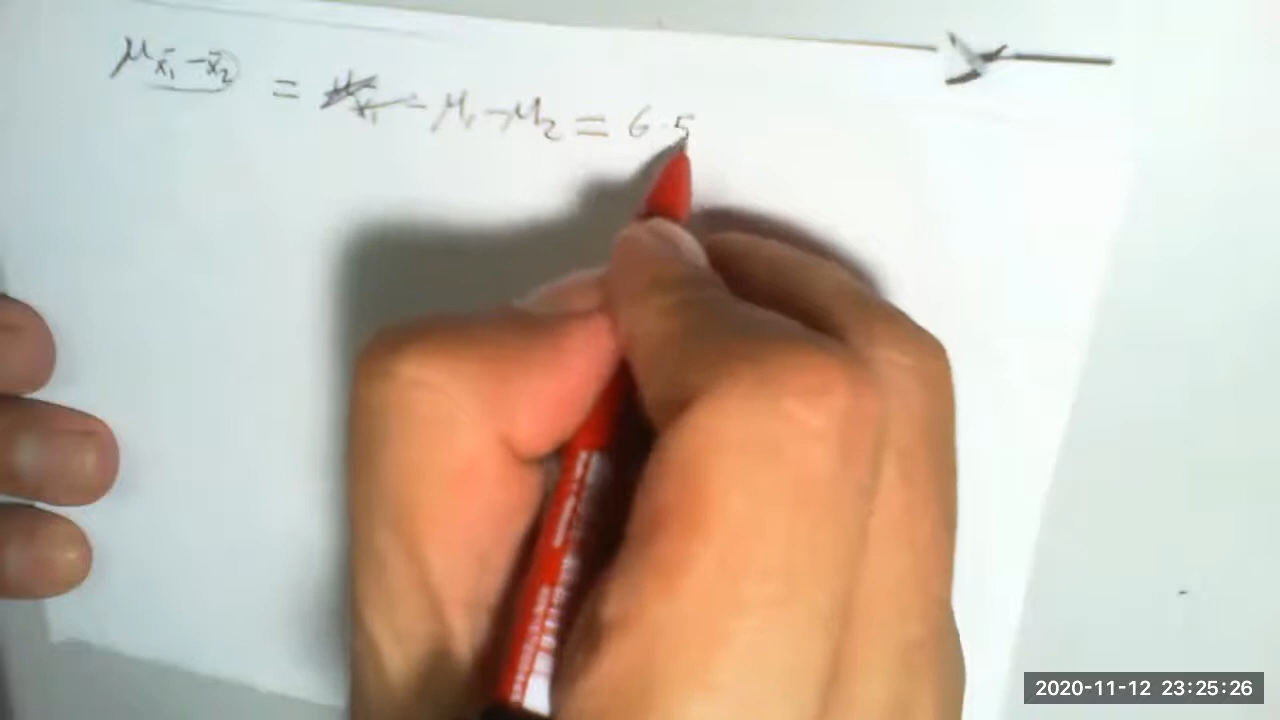 μx̄₁ - x̄₂ = - μ₁ - μ₂ = 6.5
2020-11-12 23:25:26